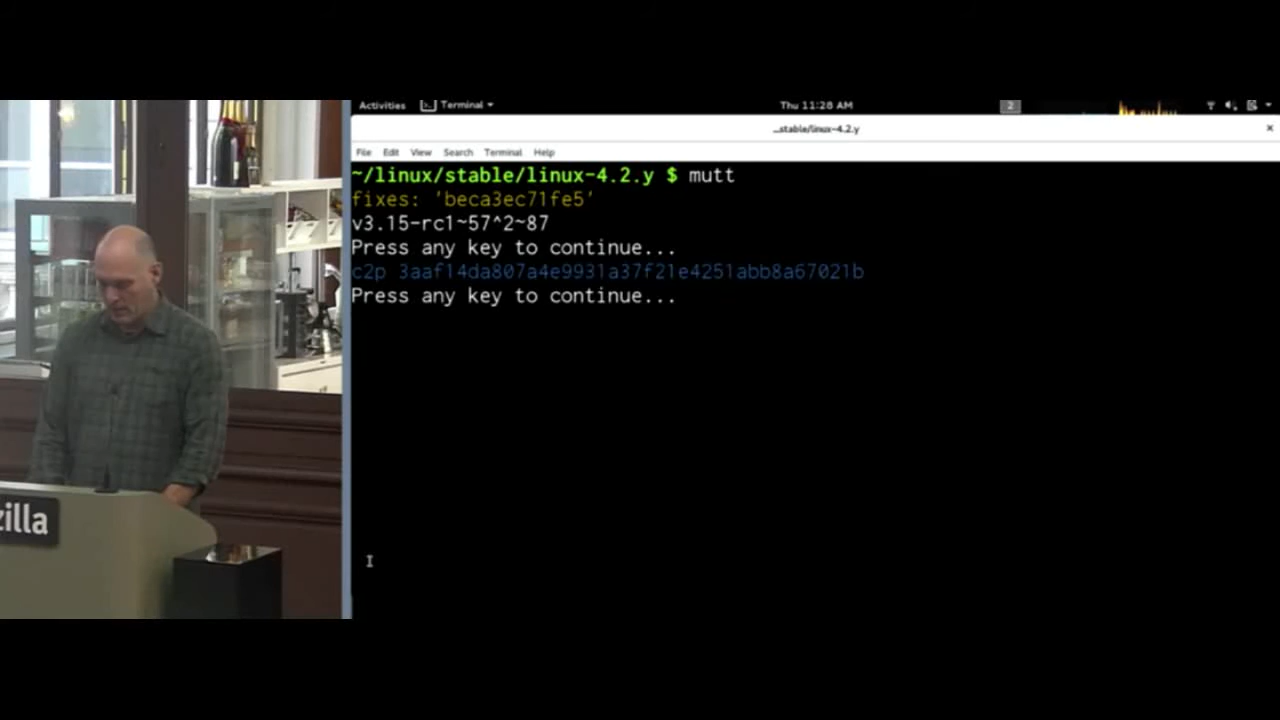 zilla
Activities Terminal Thu 11:28 AM 2
...stable/linux-4.2.y
File Edit View Search Terminal Help
~/linux/stable/linux-4.2.y $ mutt
fixes: 'beca3ec71fe5'
v3.15-rc1~57^2~87
Press any key to continue...
c2p 3aaf14da807a4e9931a37f21e4251abb8a67021b
Press any key to continue...